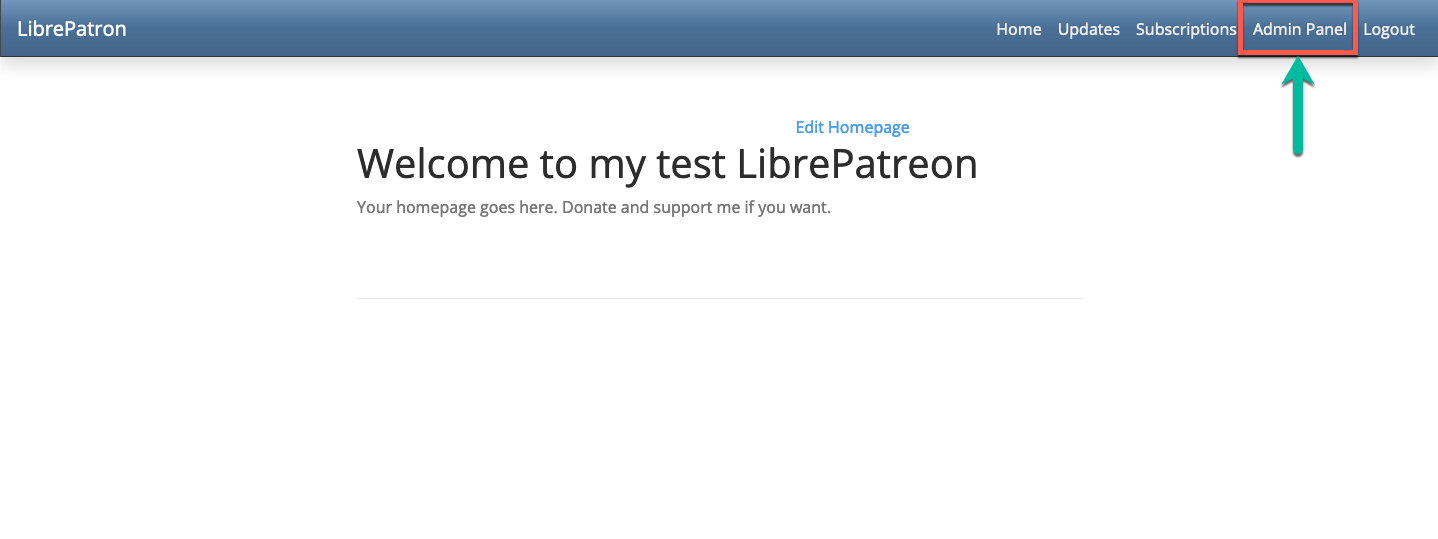 LibrePatron
Home Updates Subscriptions Admin Panel Logout
Edit Homepage
Welcome to my test LibrePatreon
Your homepage goes here. Donate and support me if you want.